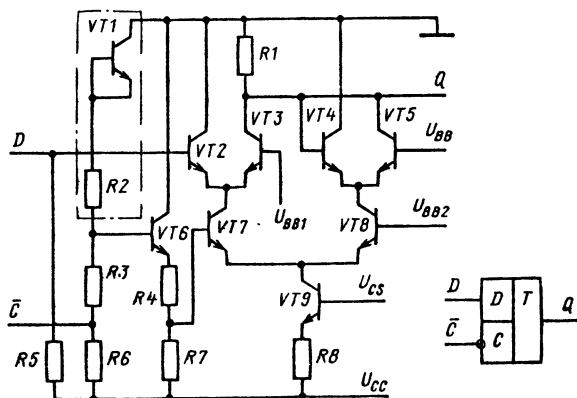 VT1
R1
Q
D
VT2
VT3
VT4
VT5
U_BB
R2
U_BB1
VT6
VT7
VT8
U_BB2
R3
R4
VT9
U_CS
C̅
R5
R6
R7
R8
U_CC
D
D
T
Q
C̅
C